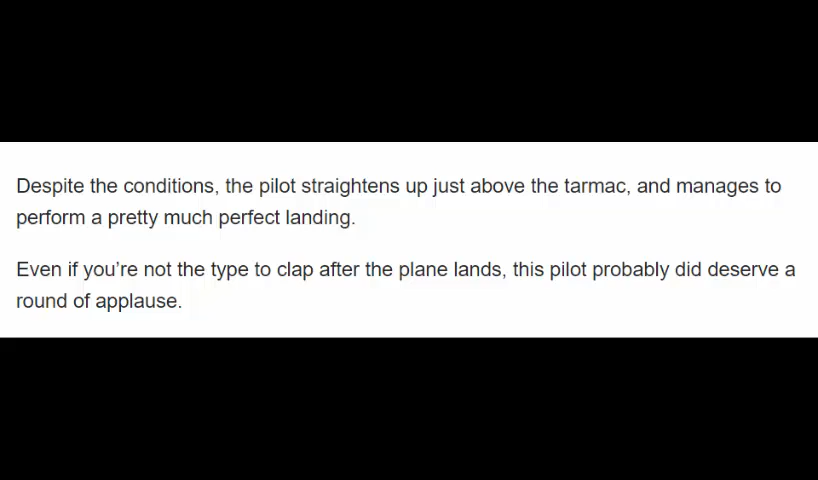 Despite the conditions, the pilot straightens up just above the tarmac, and manages to
perform a pretty much perfect landing.
Even if you’re not the type to clap after the plane lands, this pilot probably did deserve a
round of applause.